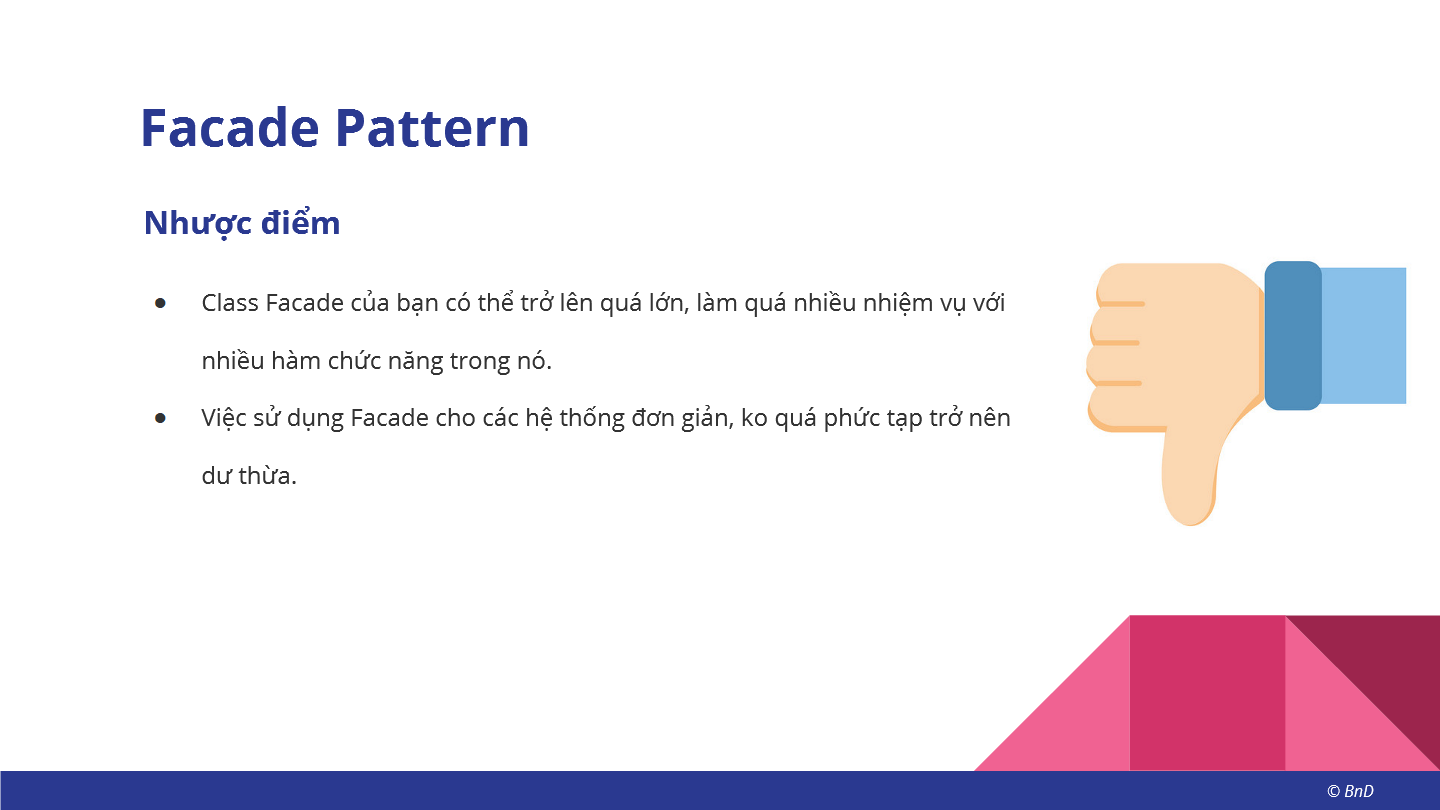 Facade Pattern
Nhược điểm
● Class Facade của bạn có thể trở lên quá lớn, làm quá nhiều nhiệm vụ với
nhiều hàm chức năng trong nó.
● Việc sử dụng Facade cho các hệ thống đơn giản, ko quá phức tạp trở nên
dư thừa.
© BnD